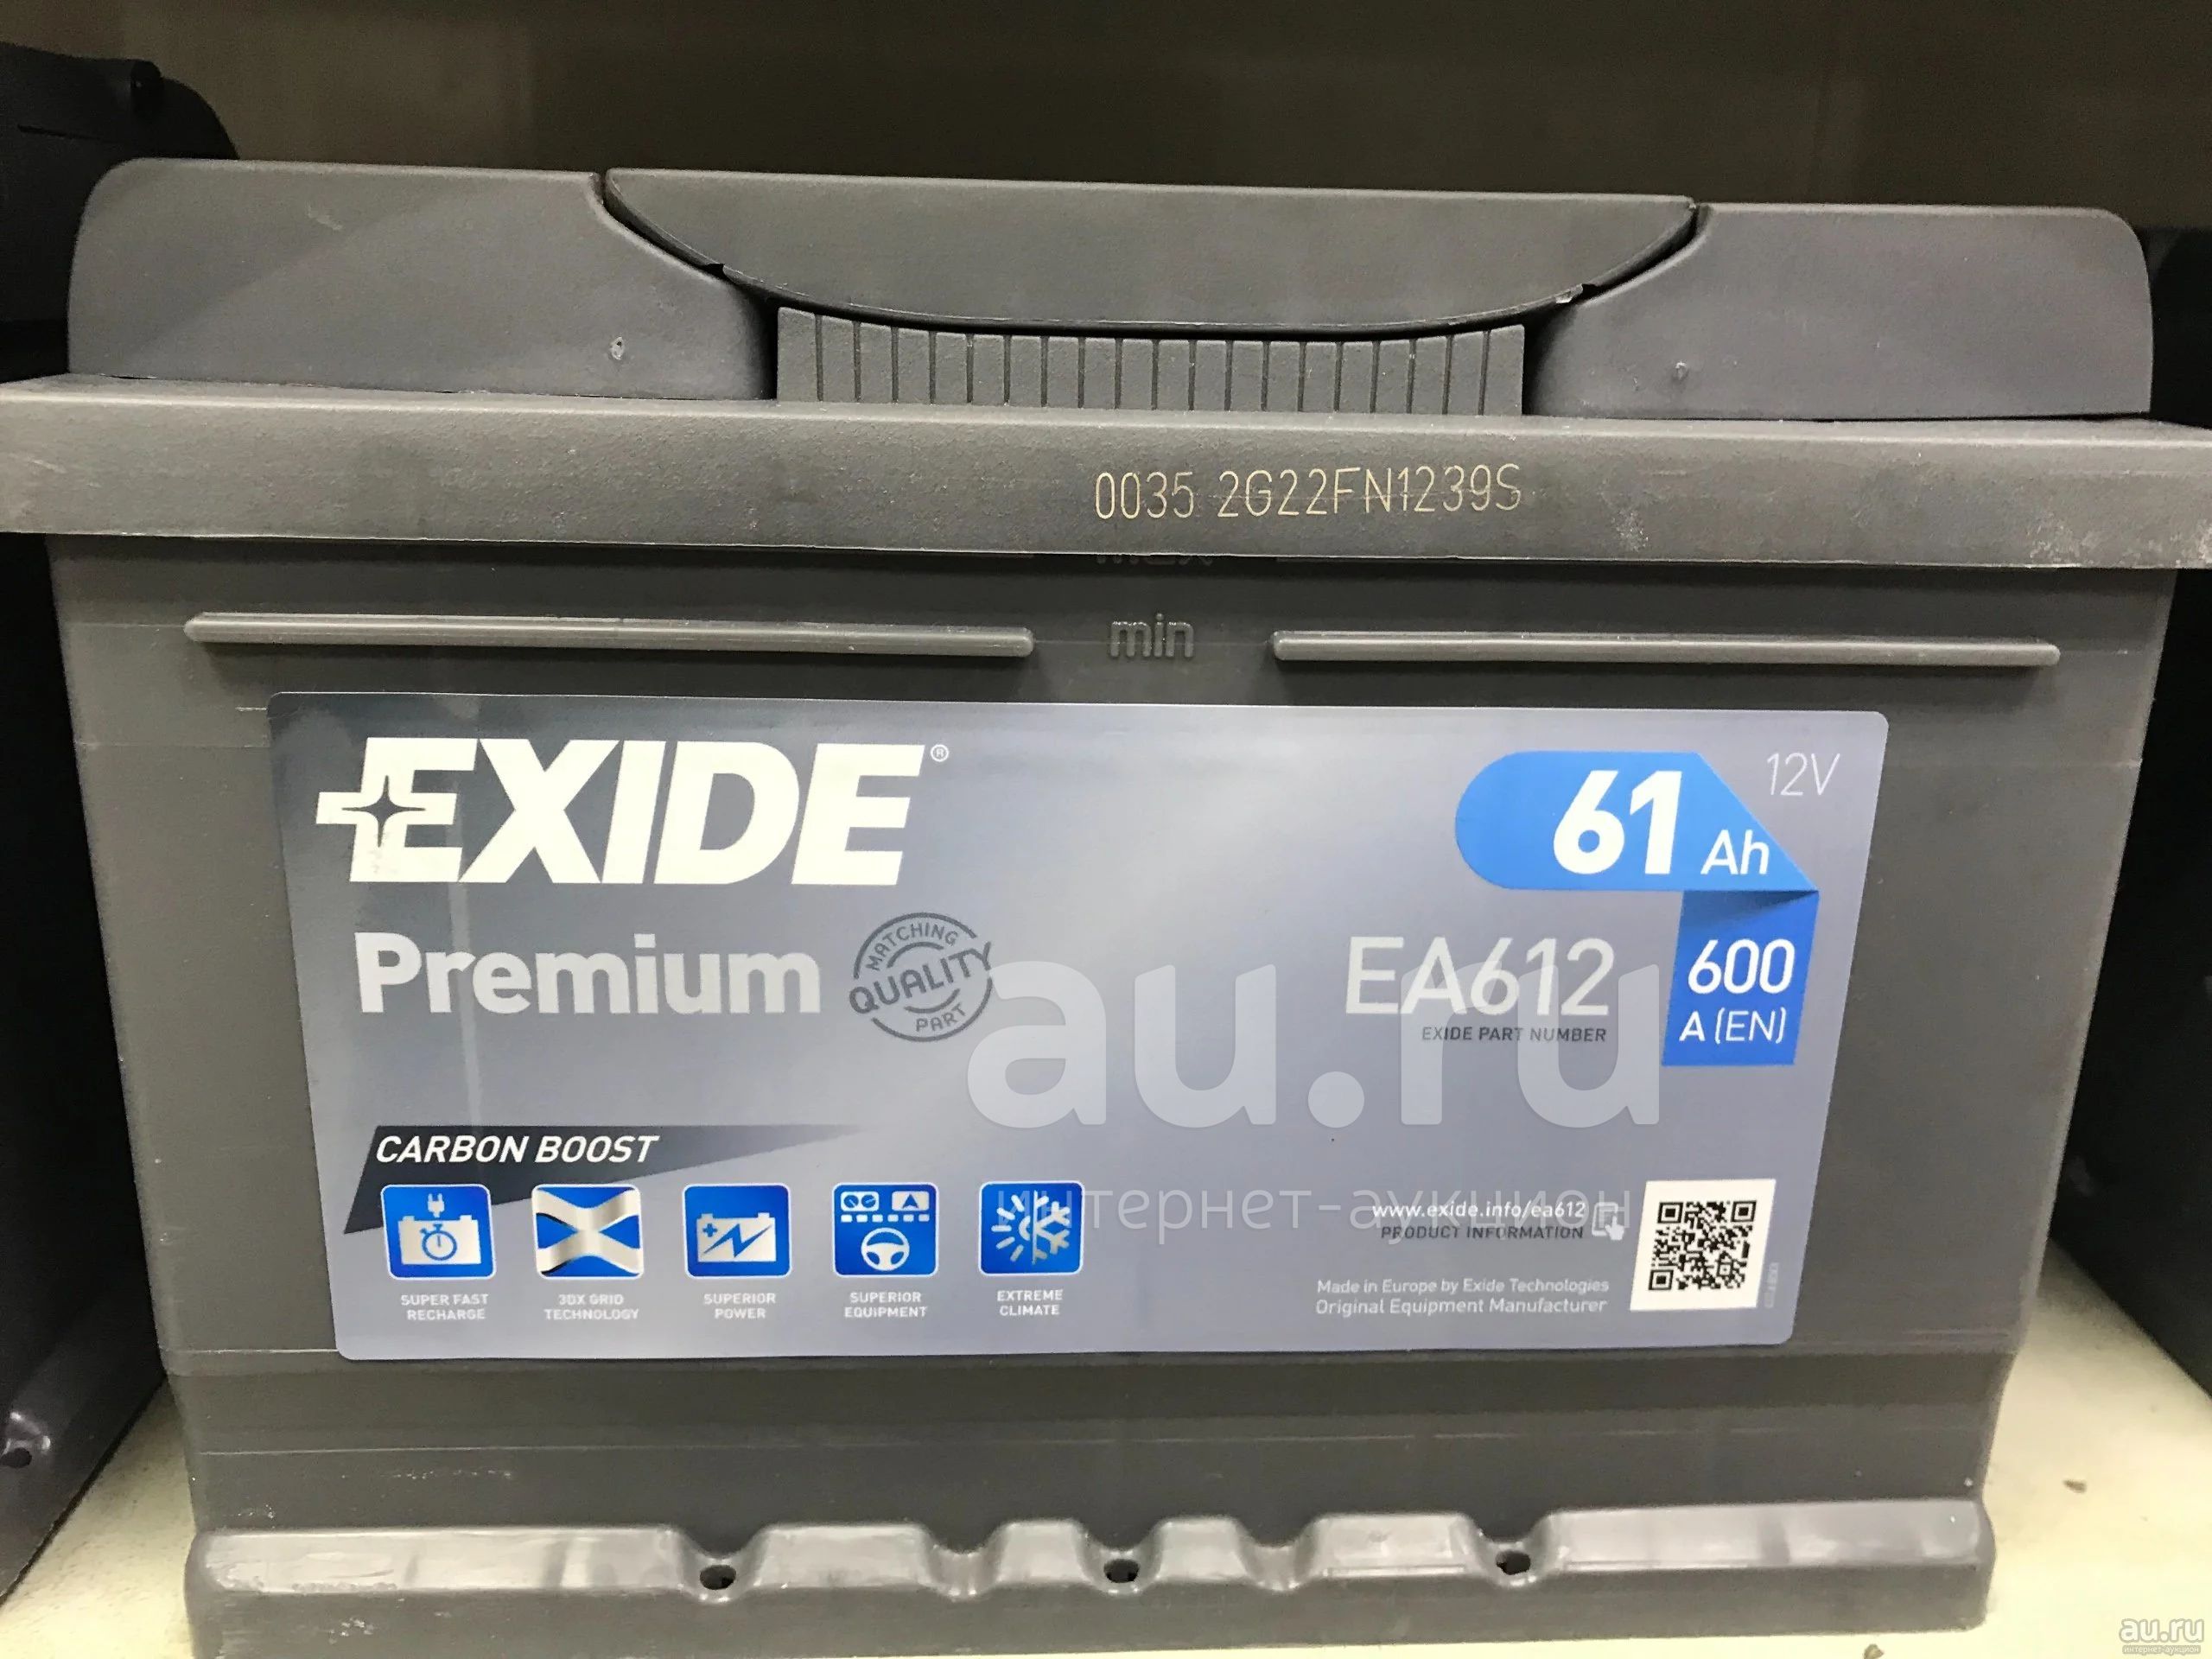 0035 2G22FN1239S
min
EXIDE®
Premium
MATCHING
QUALITY
PART
61 Ah
12V
EA612
EXIDE PART NUMBER
600
A (EN)
au.ru
интернет-аукцион
CARBON BOOST
SUPER FAST
RECHARGE
3DX GRID
TECHNOLOGY
SUPERIOR
POWER
SUPERIOR
EQUIPMENT
EXTREME
CLIMATE
www.exide.info/ea612
PRODUCT INFORMATION
Made in Europe by Exide Technologies
Original Equipment Manufacturer
au.ru
интернет-аукцион